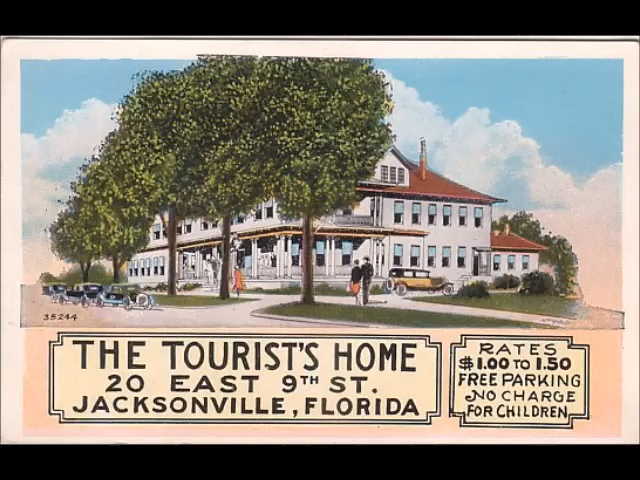 35244
THE TOURIST'S HOME
20 EAST 9TH ST.
JACKSONVILLE, FLORIDA
RATES
$1.00 TO 1.50
FREE PARKING
NO CHARGE
FOR CHILDREN